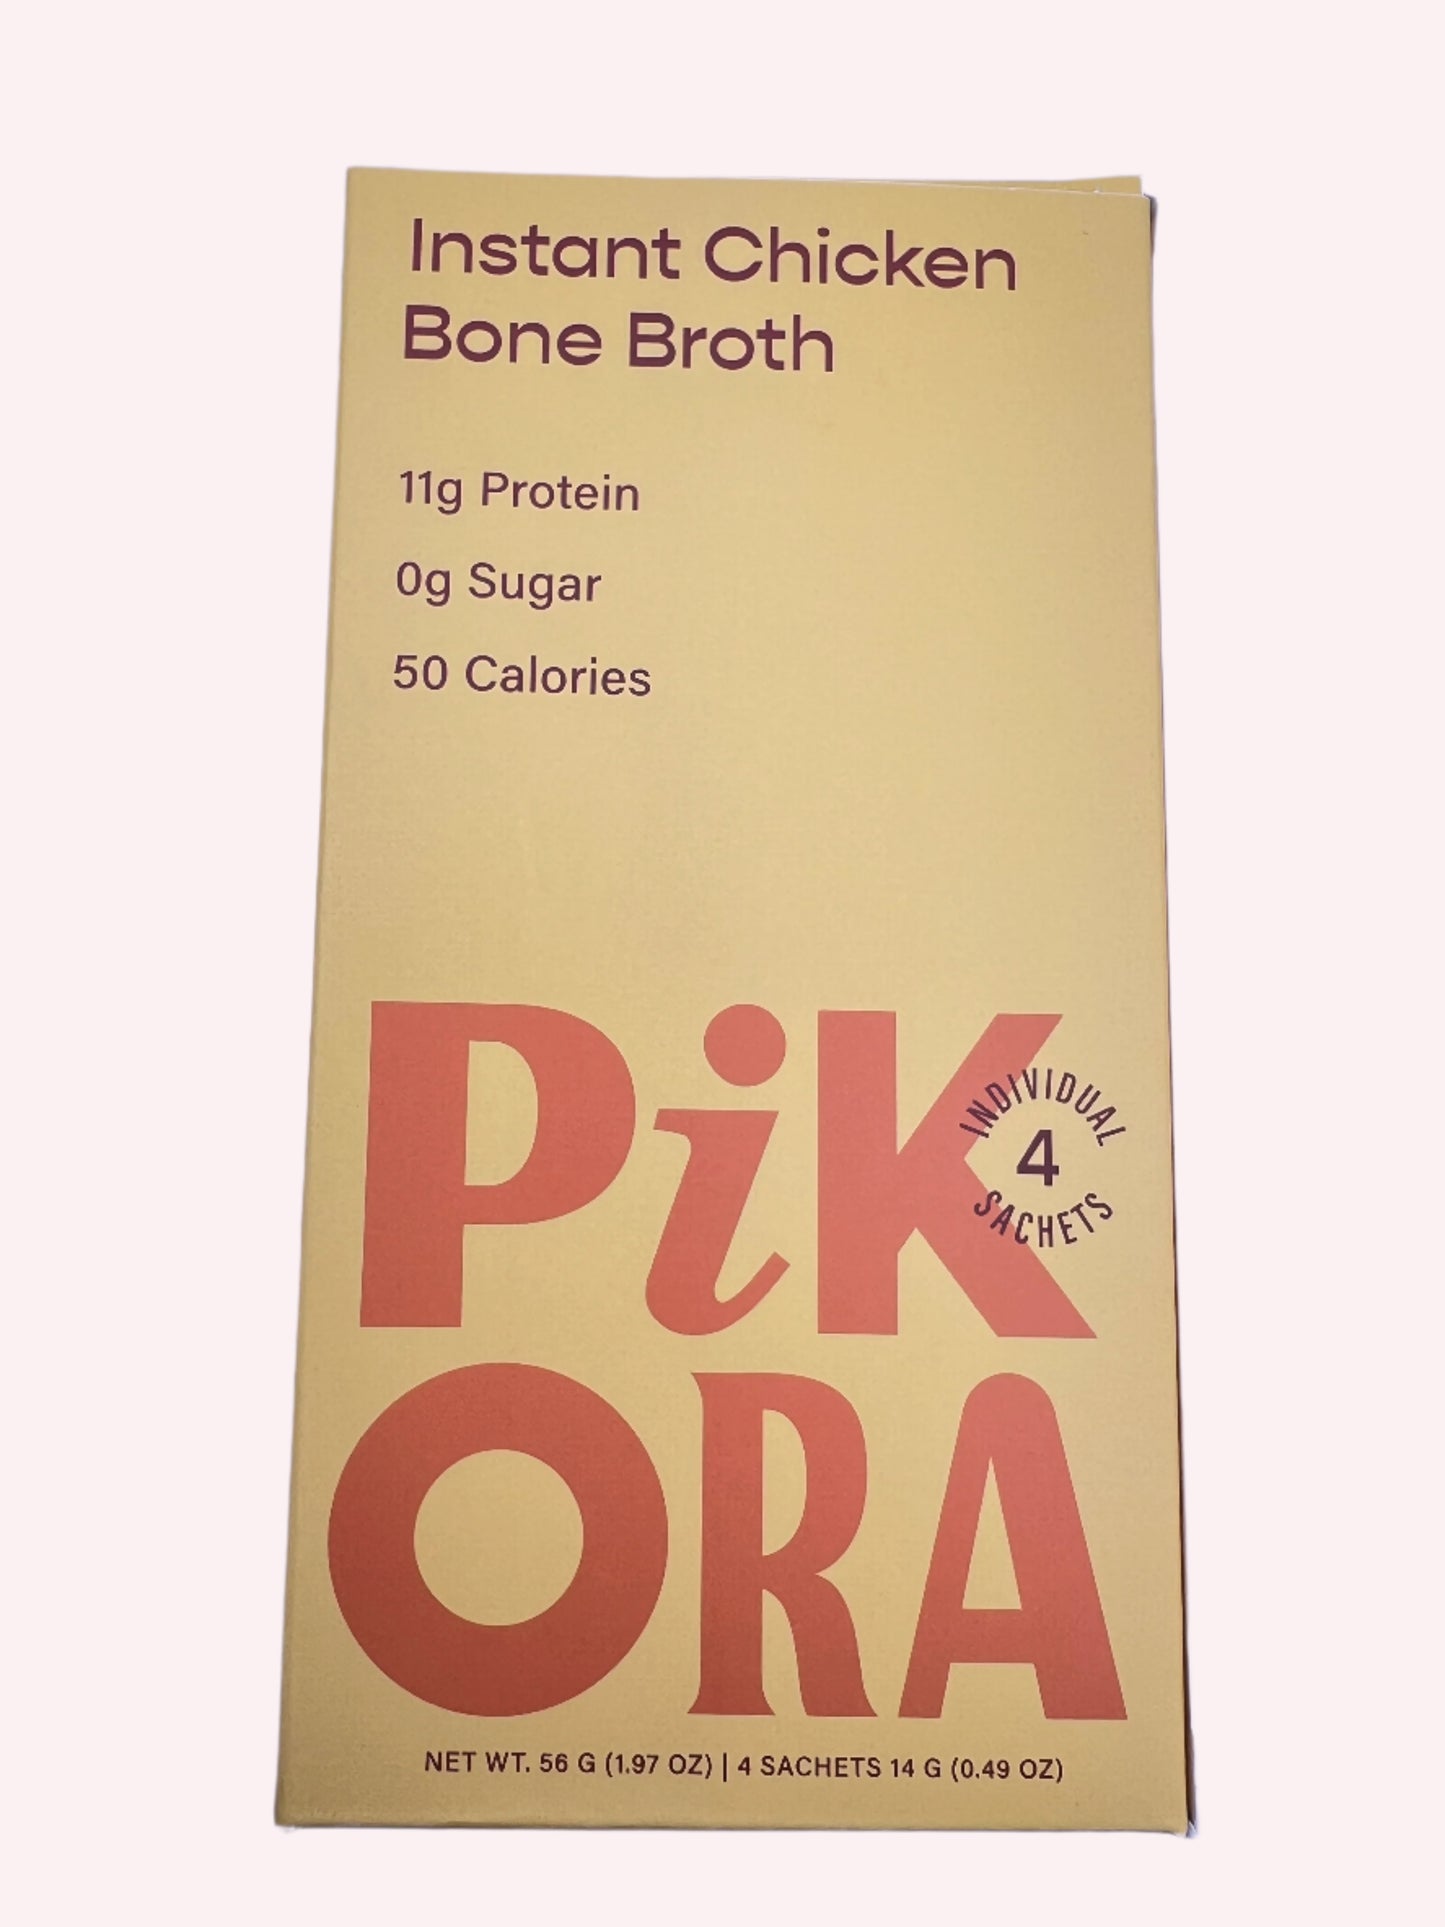 Instant Chicken
Bone Broth
11g Protein
0g Sugar
50 Calories
PiK
INDIVIDUAL
4
SACHETS
ORA
NET WT. 56 G (1.97 OZ) | 4 SACHETS 14 G (0.49 OZ)